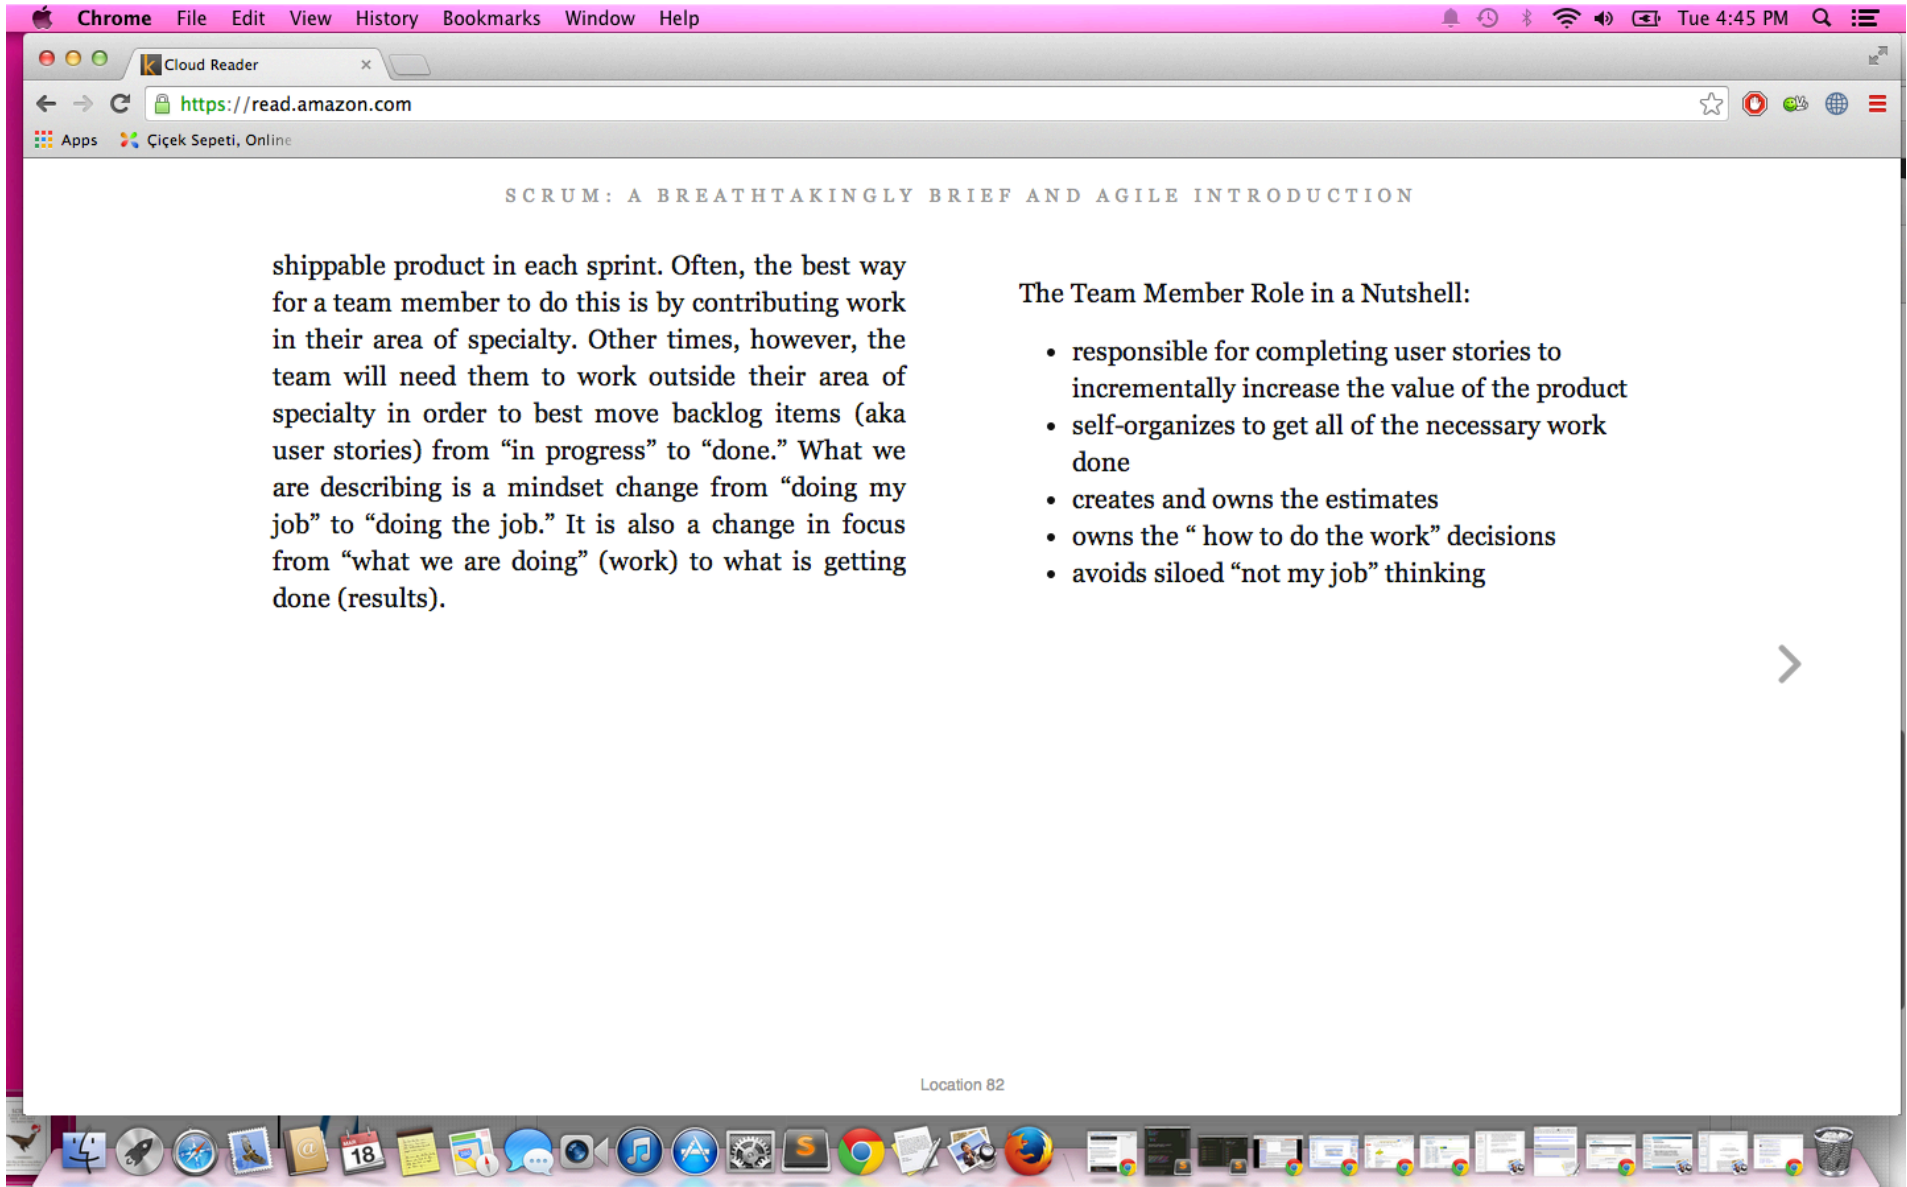 Chrome File Edit View History Bookmarks Window Help Tue 4:45 PM
Cloud Reader
https://read.amazon.com
Apps Çiçek Sepeti, Online
SCRUM: A BREATHTAKINGLY BRIEF AND AGILE INTRODUCTION
shippable product in each sprint. Often, the best way
for a team member to do this is by contributing work
in their area of specialty. Other times, however, the
team will need them to work outside their area of
specialty in order to best move backlog items (aka
user stories) from “in progress” to “done.” What we
are describing is a mindset change from “doing my
job” to “doing the job.” It is also a change in focus
from “what we are doing” (work) to what is getting
done (results).
The Team Member Role in a Nutshell:
• responsible for completing user stories to
incrementally increase the value of the product
• self-organizes to get all of the necessary work
done
• creates and owns the estimates
• owns the “ how to do the work” decisions
• avoids siloed “not my job” thinking
Location 82
MAR
18